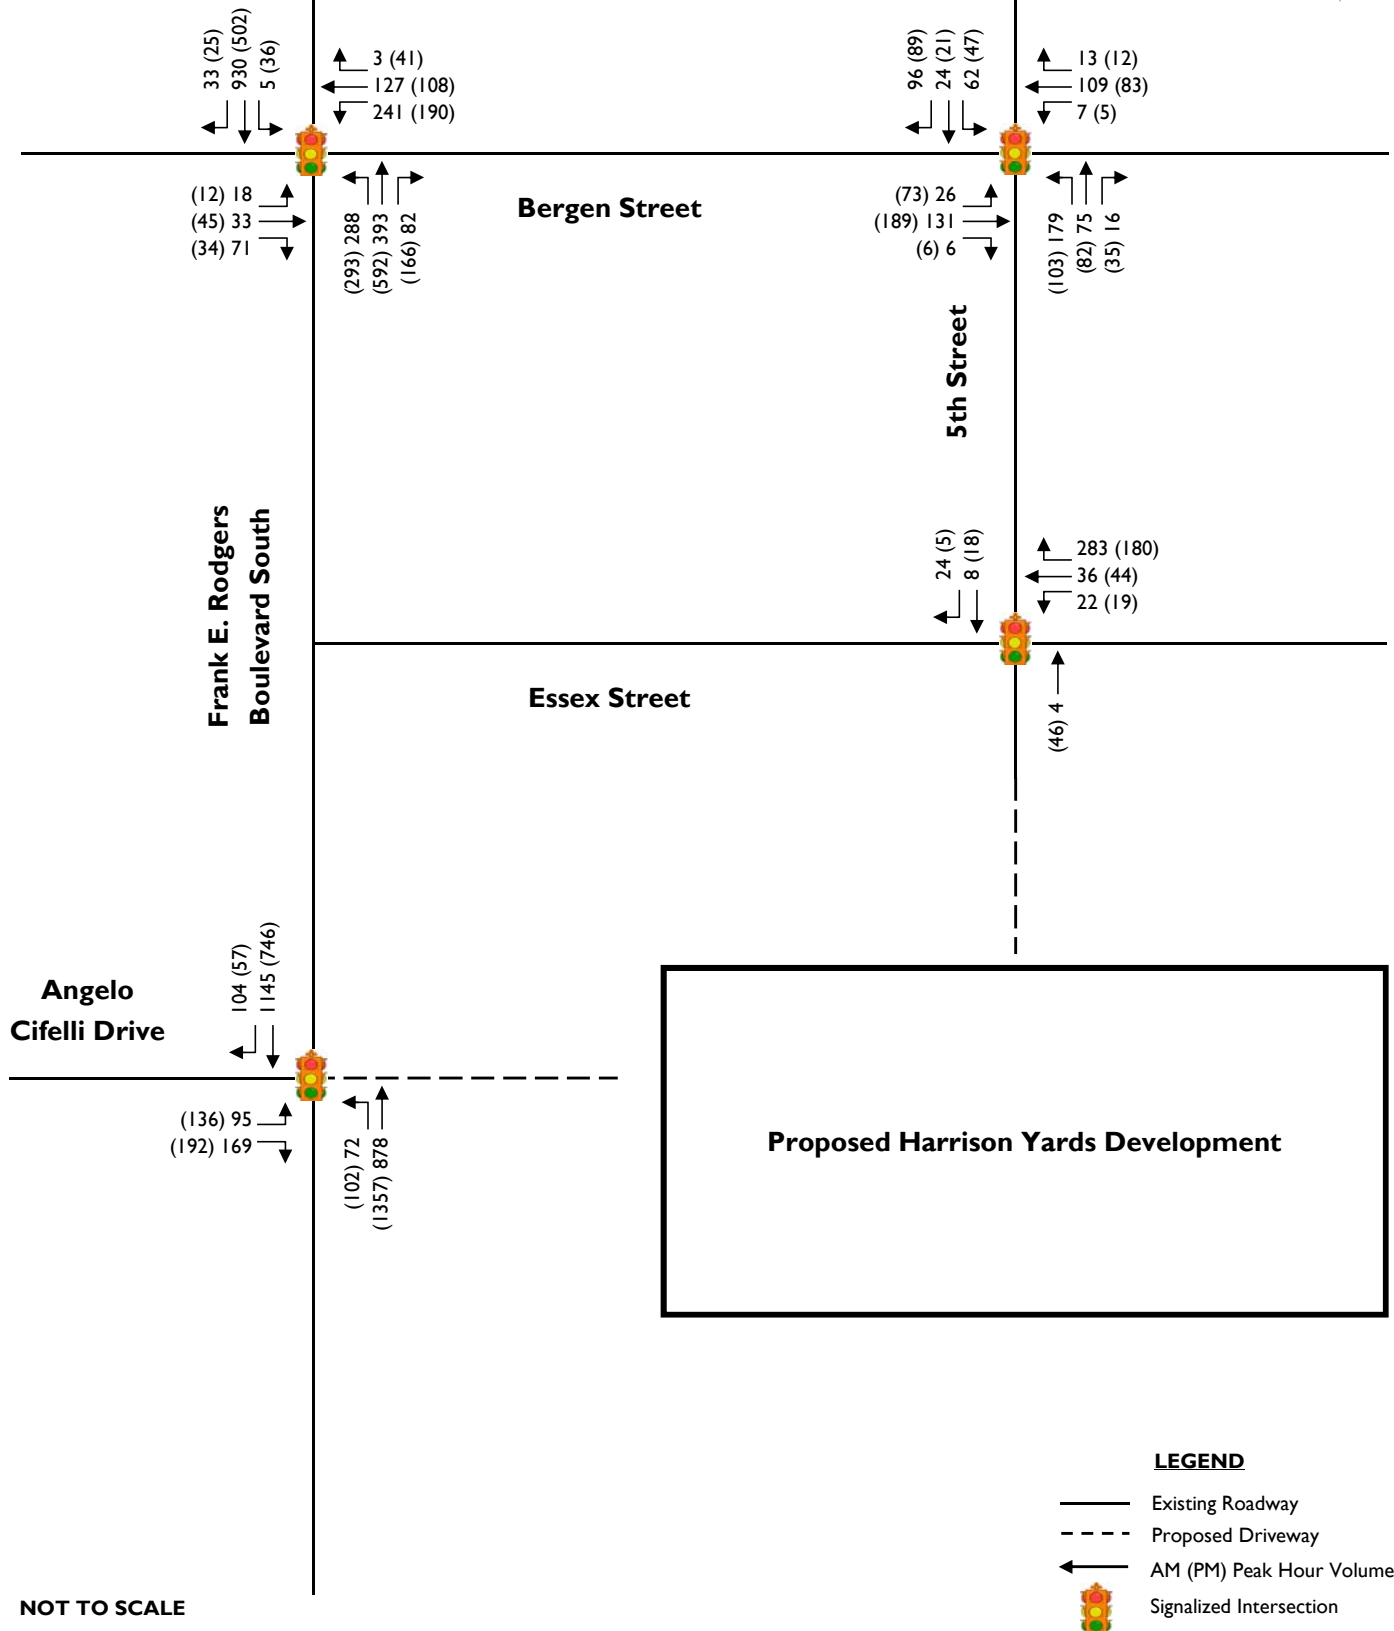 33 (25)
930 (502)
5 (36)
3 (41)
127 (108)
241 (190)
96 (89)
24 (21)
62 (47)
13 (12)
109 (83)
7 (5)
(12) 18
(45) 33
(34) 71
(293) 288
(592) 393
(166) 82
Bergen Street
(73) 26
(189) 131
(6) 6
(103) 179
(82) 75
(35) 16
5th Street
Frank E. Rodgers
Boulevard South
24 (5)
8 (18)
283 (180)
36 (44)
22 (19)
Essex Street
(46) 4
104 (57)
1145 (746)
Angelo
Cifelli Drive
(136) 95
(192) 169
(102) 72
(1357) 878
Proposed Harrison Yards Development
LEGEND
Existing Roadway
Proposed Driveway
AM (PM) Peak Hour Volume
Signalized Intersection
NOT TO SCALE